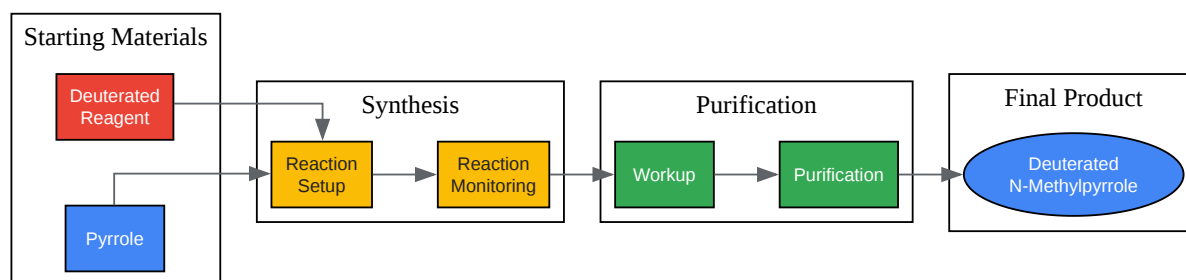 Starting Materials
Deuterated
Reagent
Pyrrole
Synthesis
Reaction
Setup
Reaction
Monitoring
Purification
Workup
Purification
Final Product
Deuterated
N-Methylpyrrole